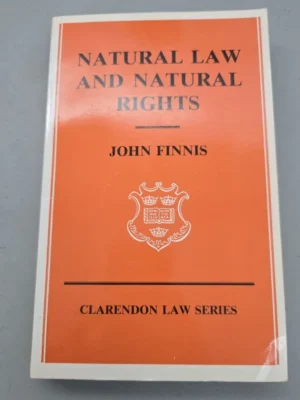 NATURAL LAW
AND NATURAL
RIGHTS
JOHN FINNIS
CLARENDON LAW SERIES